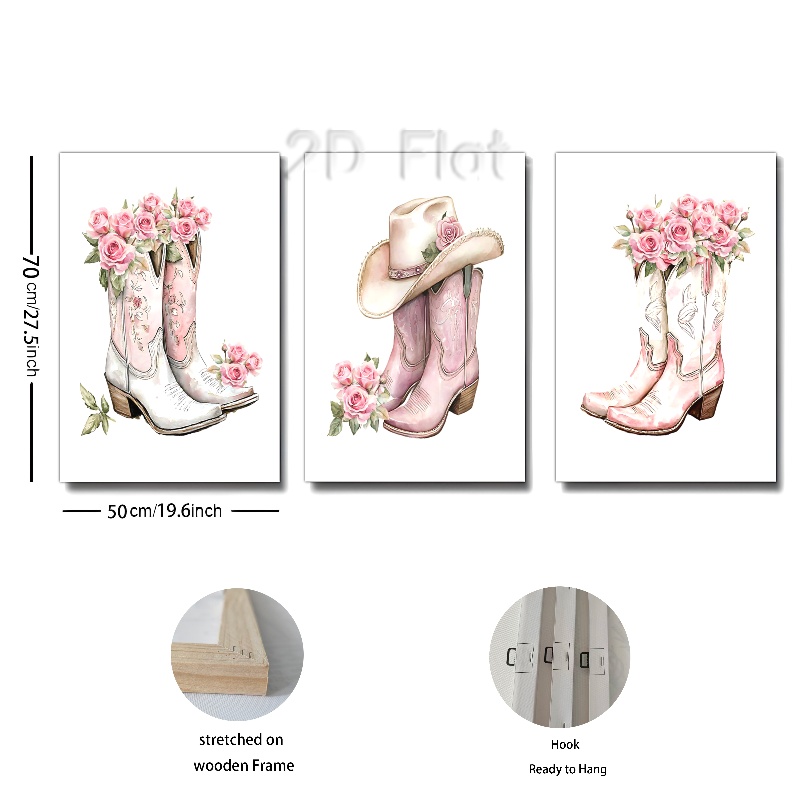 2D Flat
70 cm/27.5inch
50cm/19.6inch
stretched on
wooden Frame
Hook
Ready to Hang